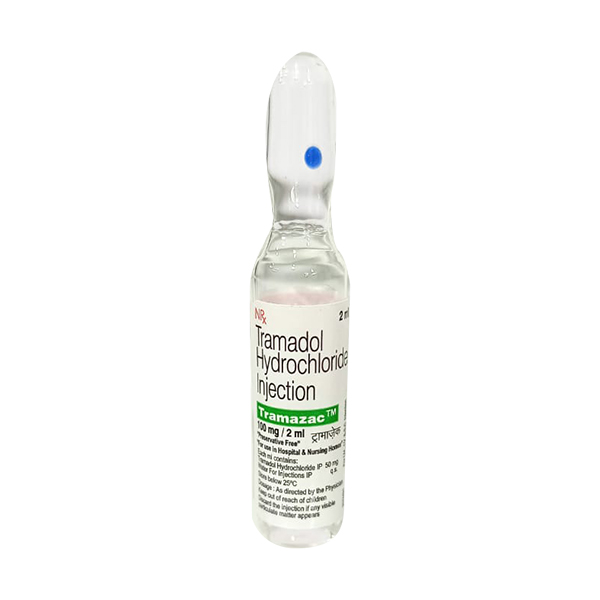 NRx
2 ml
Tramadol
Hydrochloride
Injection
Tramazac™
100 mg / 2 ml ट्रामाज़ेक
"Preservative Free"
"For use in Hospital & Nursing Homes"
Each ml contains:
Tramadol Hydrochloride IP 50 mg
Water For Injections IP q.s.
Store below 25°C
Dosage : As directed by the Physician
Keep out of reach of children
Discard the injection if any visible
particulate matter appears